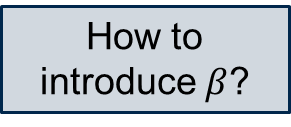 How to
introduce β?